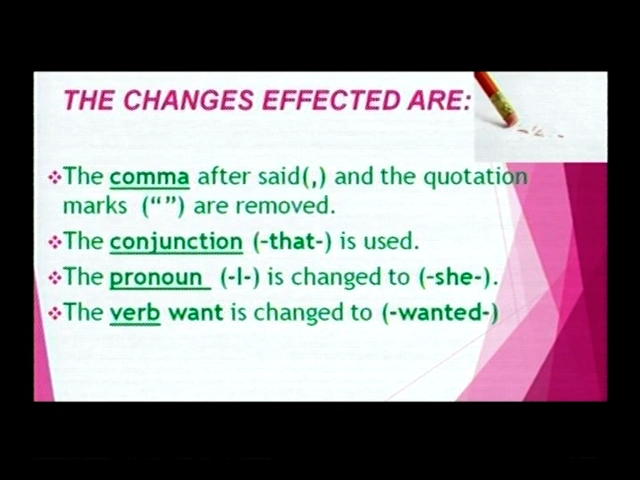 THE CHANGES EFFECTED ARE:
❖The comma after said(,) and the quotation
marks (“”) are removed.
❖The conjunction (-that-) is used.
❖The pronoun (-I-) is changed to (-she-).
❖The verb want is changed to (-wanted-)